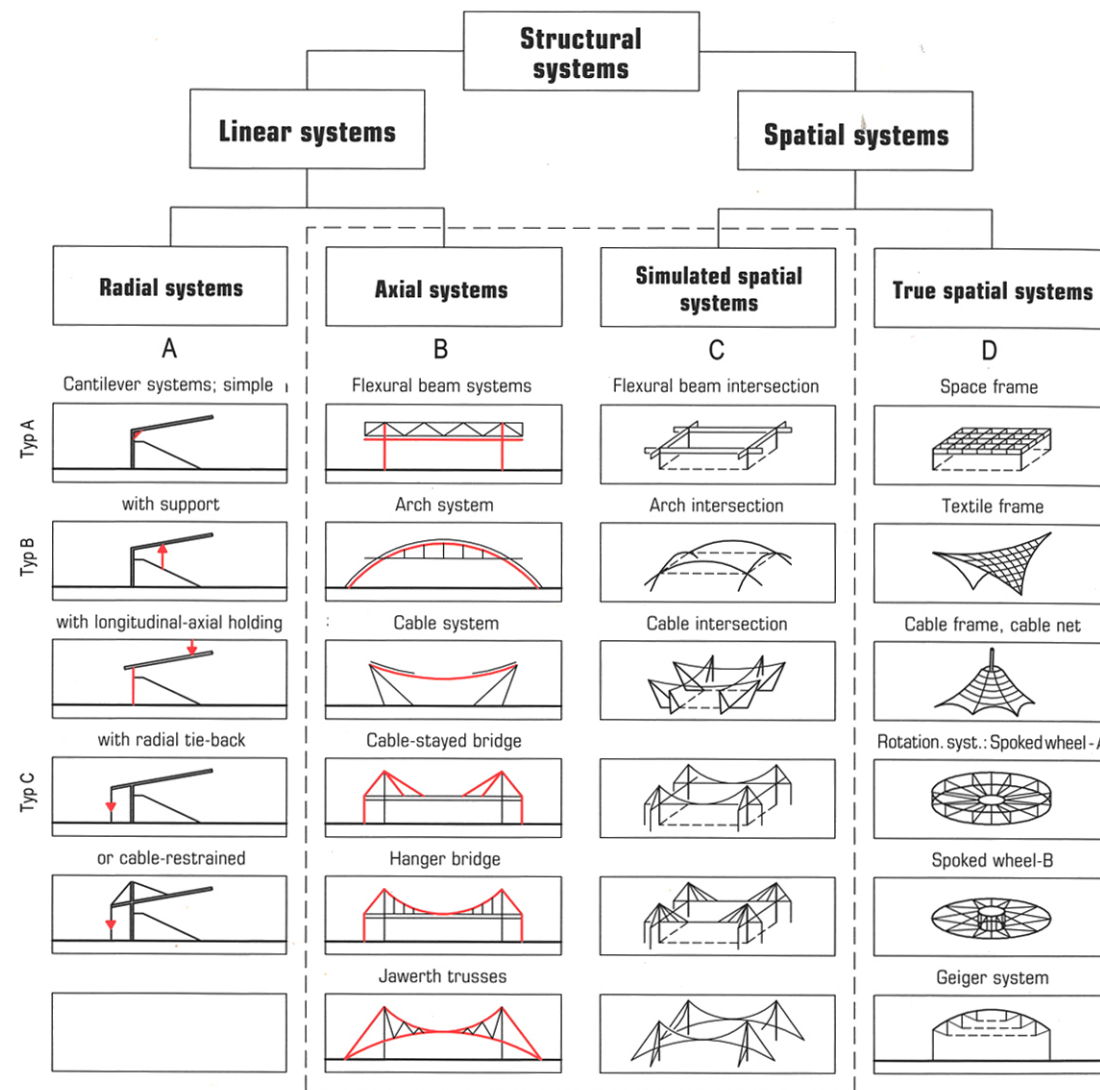 Structural
systems
Linear systems
Spatial systems
Radial systems
Axial systems
Simulated spatial
systems
True spatial systems
A
B
C
D
Cantilever systems; simple
Flexural beam systems
Flexural beam intersection
Space frame
Typ A
with support
Arch system
Arch intersection
Textile frame
Typ B
with longitudinal-axial holding
Cable system
Cable intersection
Cable frame, cable net
with radial tie-back
Cable-stayed bridge
Rotation. syst.: Spoked wheel - A
Typ C
or cable-restrained
Hanger bridge
Spoked wheel-B
Jawerth trusses
Geiger system